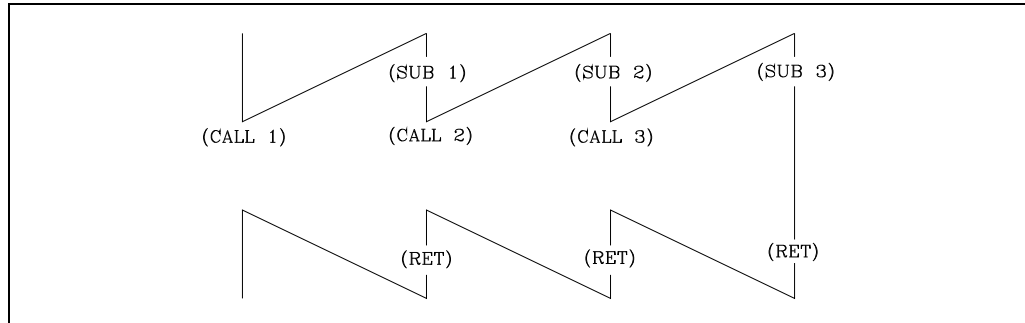 (SUB 1) (SUB 2) (SUB 3)
(CALL 1) (CALL 2) (CALL 3)
(RET) (RET) (RET)